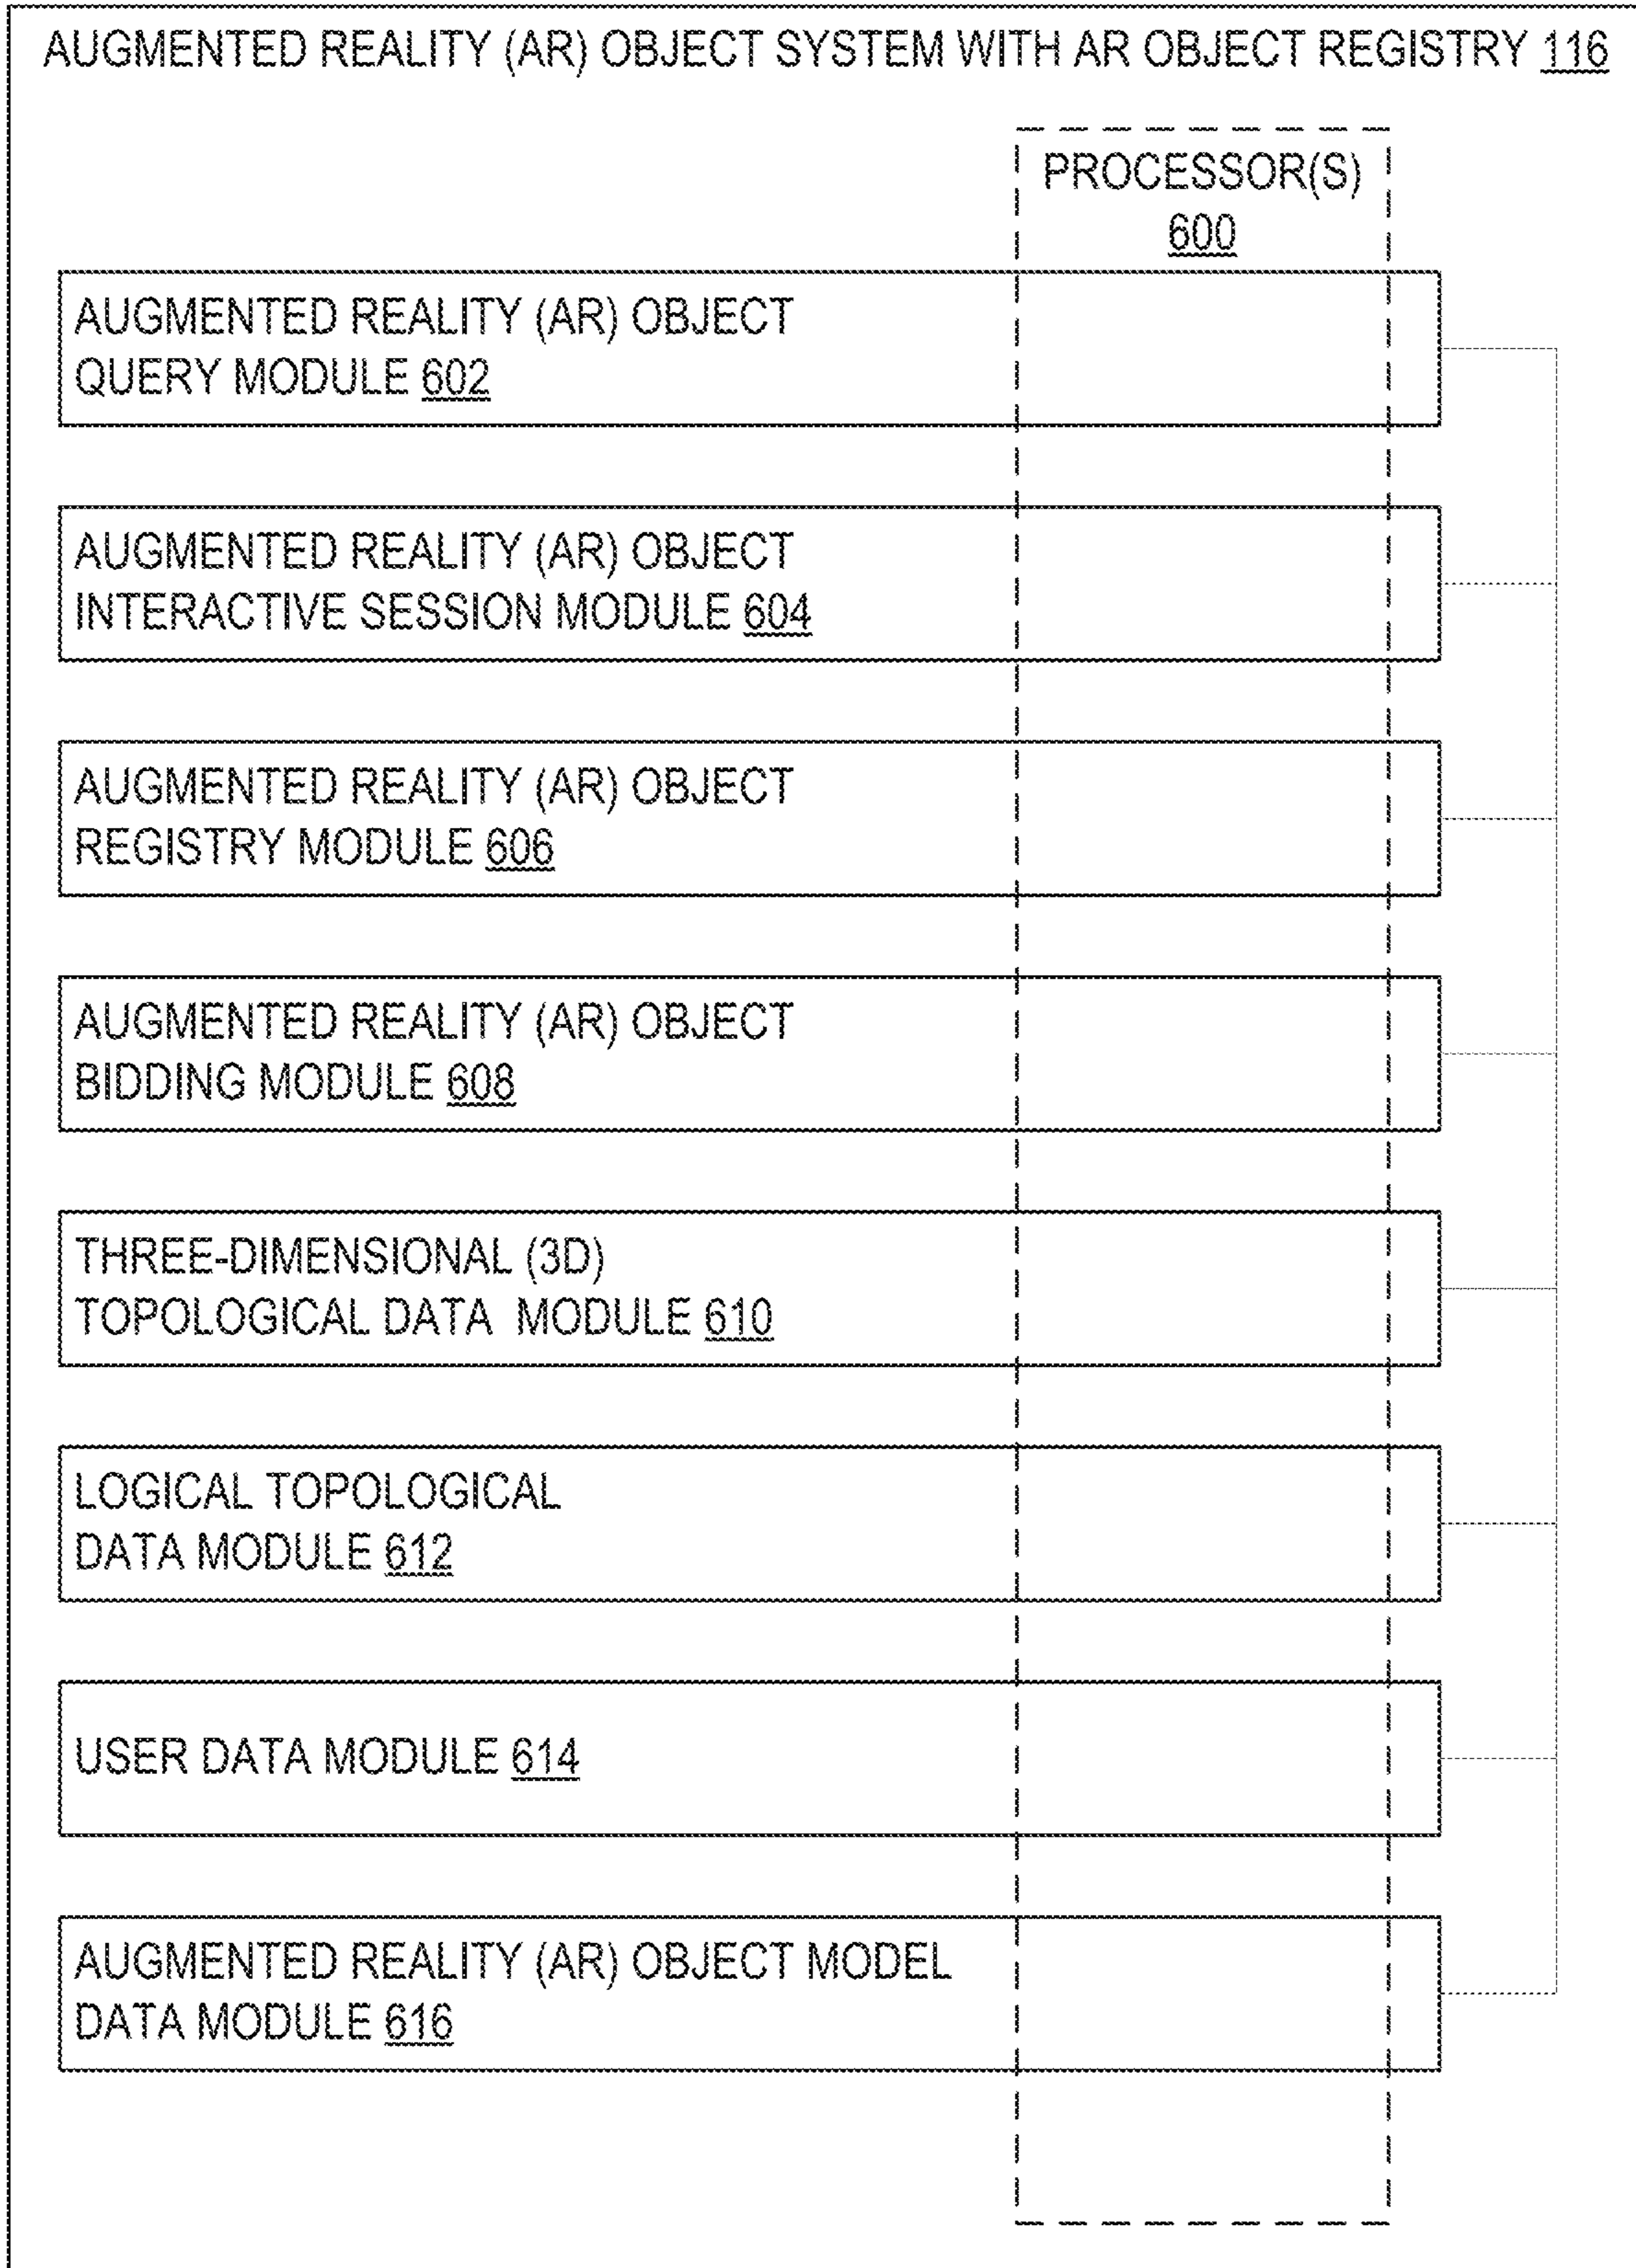 AUGMENTED REALITY (AR) OBJECT SYSTEM WITH AR OBJECT REGISTRY 116
PROCESSOR(S)
600
AUGMENTED REALITY (AR) OBJECT
QUERY MODULE 602
AUGMENTED REALITY (AR) OBJECT
INTERACTIVE SESSION MODULE 604
AUGMENTED REALITY (AR) OBJECT
REGISTRY MODULE 606
AUGMENTED REALITY (AR) OBJECT
BIDDING MODULE 608
THREE-DIMENSIONAL (3D)
TOPOLOGICAL DATA MODULE 610
LOGICAL TOPOLOGICAL
DATA MODULE 612
USER DATA MODULE 614
AUGMENTED REALITY (AR) OBJECT MODEL
DATA MODULE 616